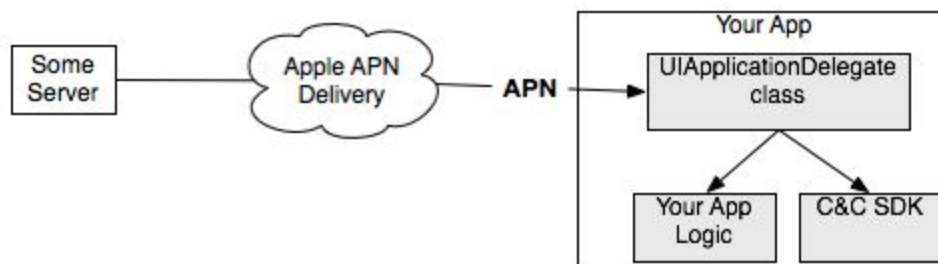 Some
Server
Apple APN
Delivery
APN
Your App
UIApplicationDelegate
class
Your App
Logic
C&C SDK